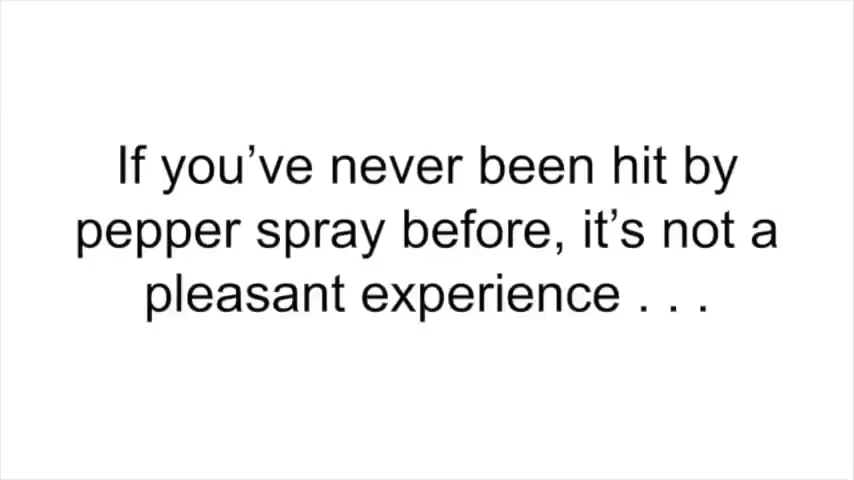 If you’ve never been hit by
pepper spray before, it’s not a
pleasant experience . . .